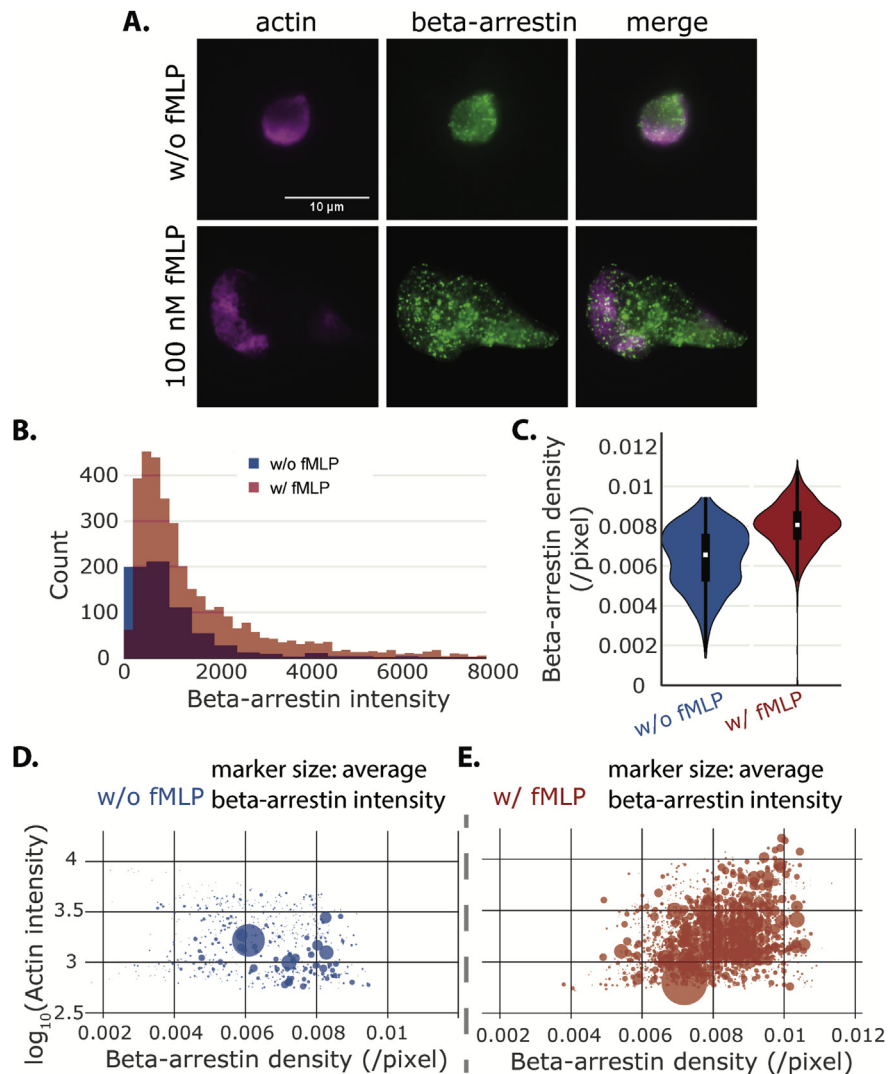 A.
actin beta-arrestin merge
w/o fMLP
10 μm
100 nM fMLP
B.
w/o fMLP
w/ fMLP
Count
400
300
200
100
0
0 2000 4000 6000 8000
Beta-arrestin intensity
C.
Beta-arrestin density
(/pixel)
0.012
0.01
0.008
0.006
0.004
0.002
0
w/o fMLP w/ fMLP
D.
w/o fMLP
marker size: average
beta-arrestin intensity
log10(Actin intensity)
4
3.5
3
2.5
0.002 0.004 0.006 0.008 0.01
Beta-arrestin density (/pixel)
E.
w/ fMLP
marker size: average
beta-arrestin intensity
0.002 0.004 0.006 0.008 0.01 0.012
Beta-arrestin density (/pixel)